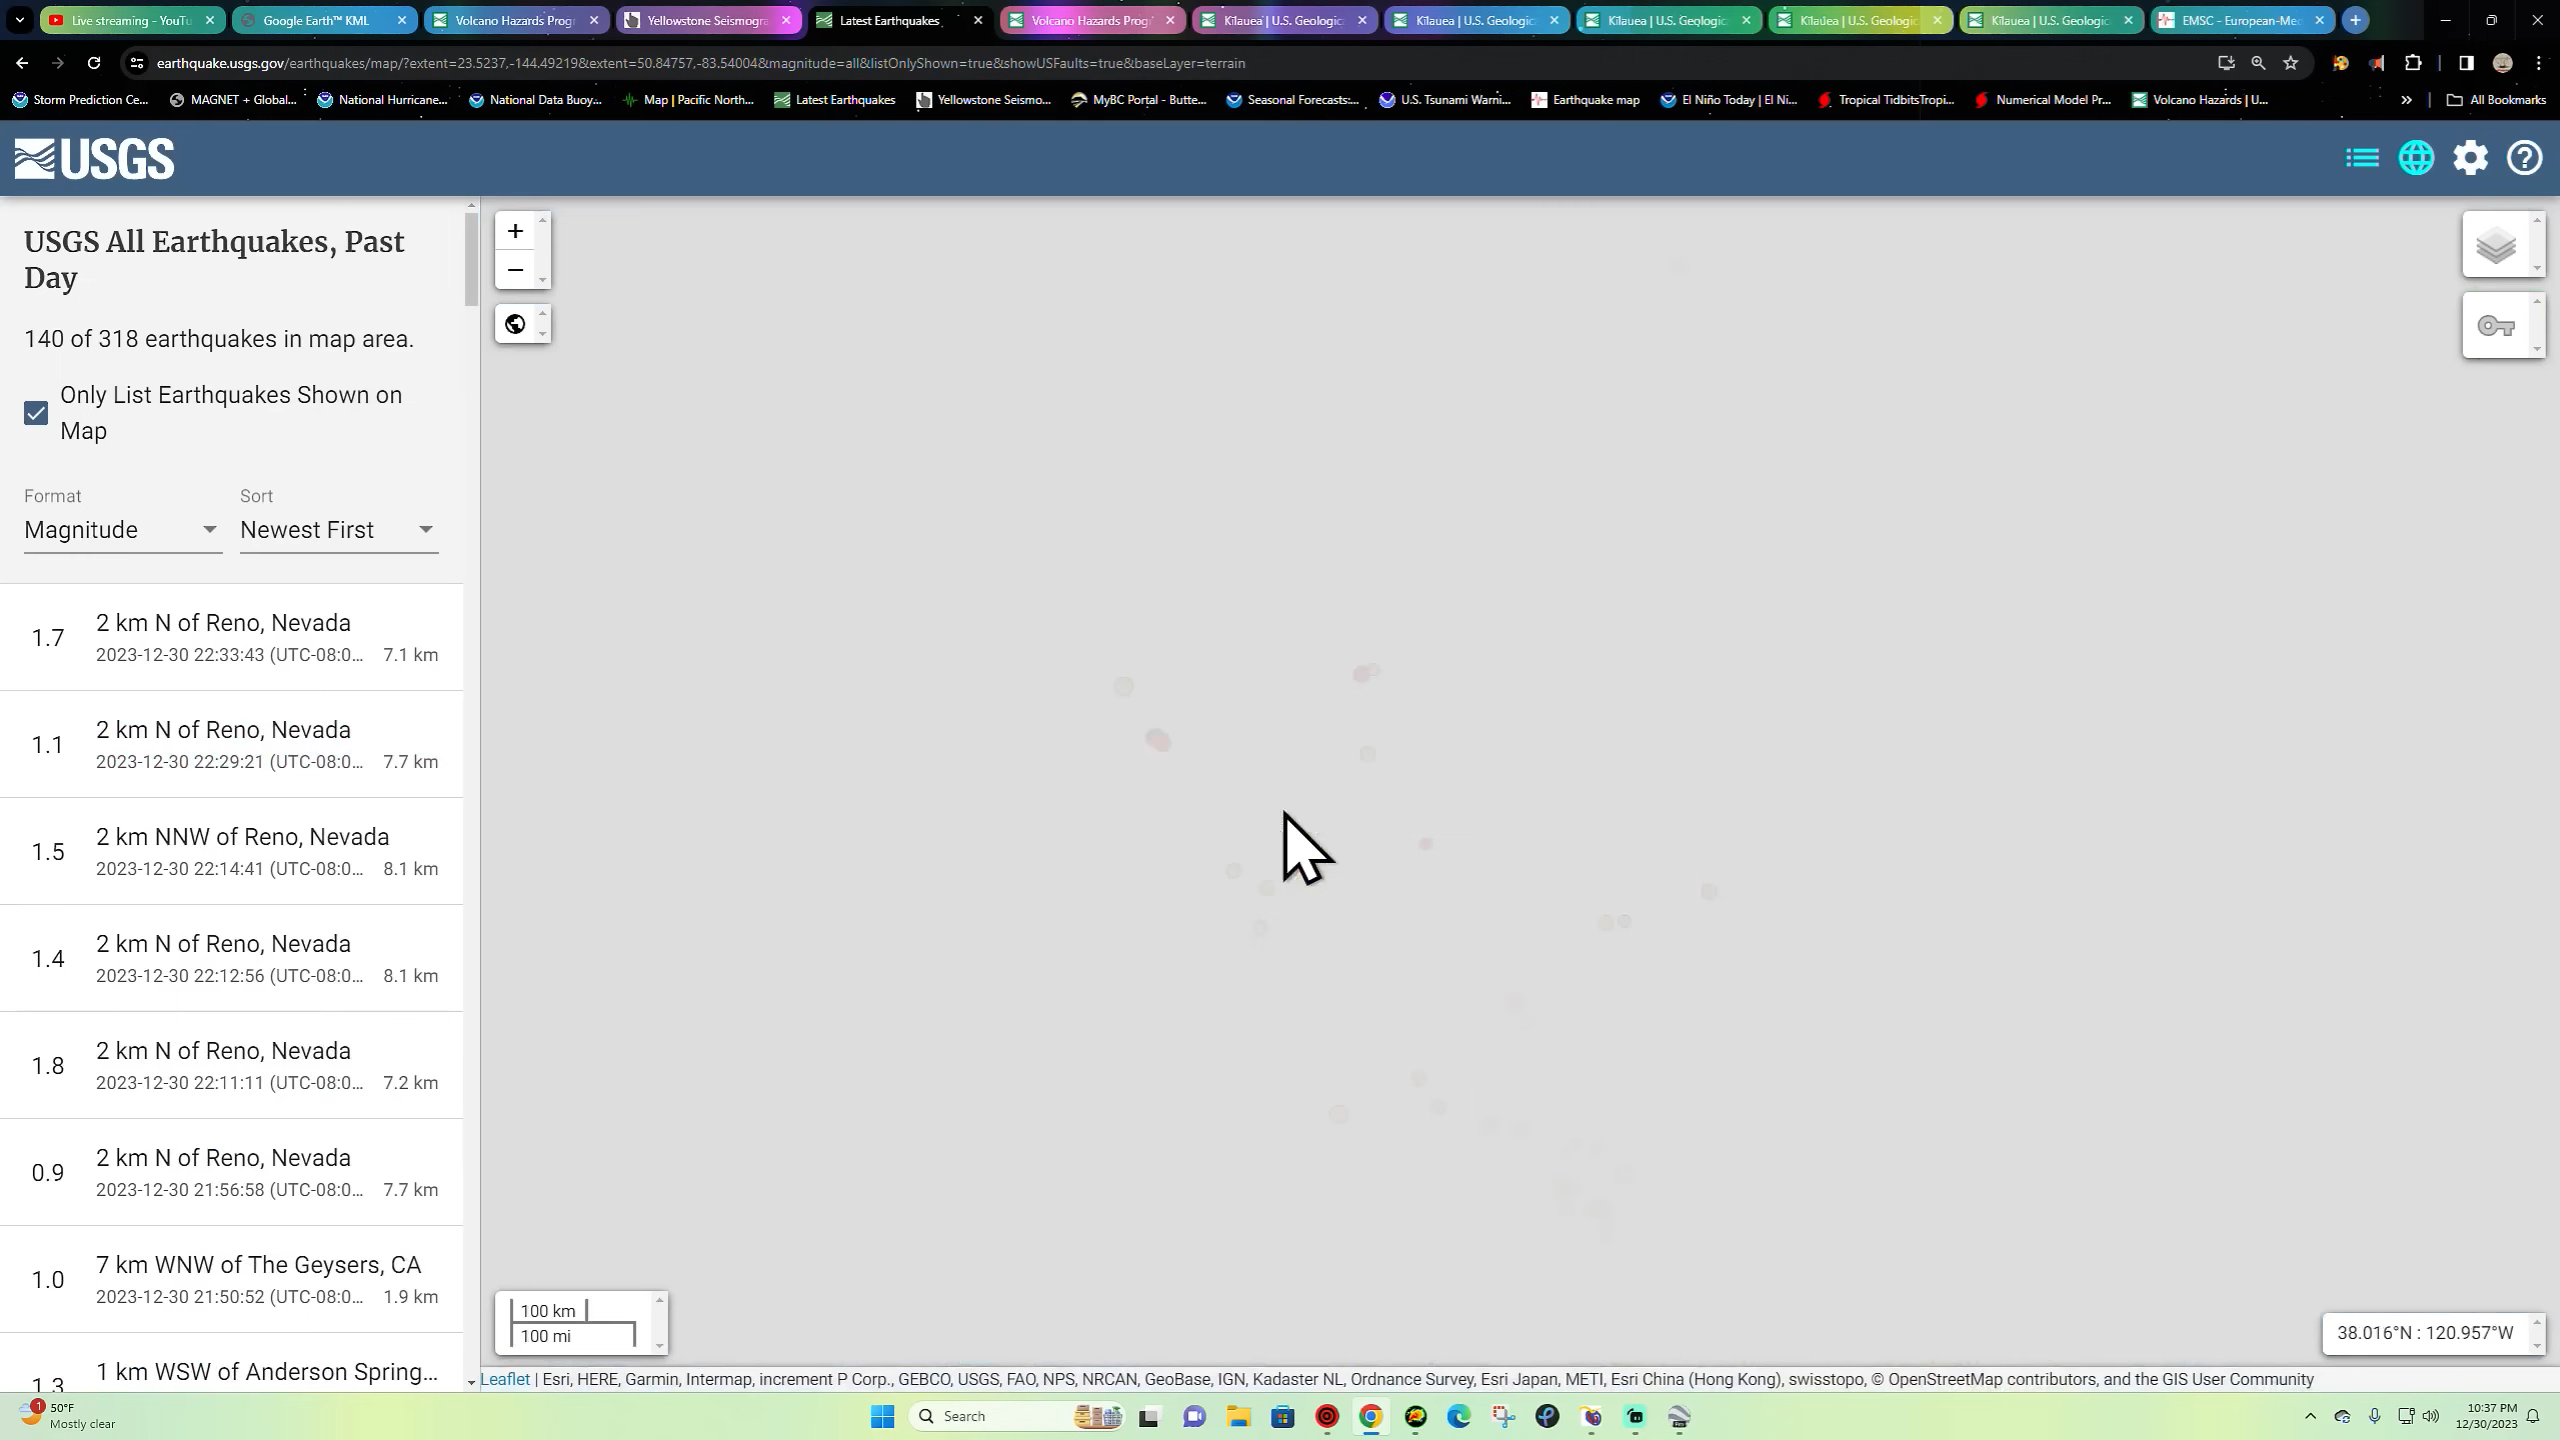 Live streaming - YouTu
Google Earth™ KML
Volcano Hazards Prog
Yellowstone Seismogra
Latest Earthquakes
Volcano Hazards Prog
Kilauea | U.S. Geologic
Kilauea | U.S. Geologic
Kilauea | U.S. Geologic
Kilauea | U.S. Geologic
Kilauea | U.S. Geologic
EMSC - European-Med
earthquake.usgs.gov/earthquakes/map/?extent=23.5237,-144.49219&extent=50.84757,-83.54004&magnitude=all&listOnlyShown=true&showUSFaults=true&baseLayer=terrain
Storm Prediction Ce...
MAGNET + Global...
National Hurricane...
National Data Buoy...
Map | Pacific North...
Latest Earthquakes
Yellowstone Seismo...
MyBC Portal - Butte...
Seasonal Forecasts:...
U.S. Tsunami Warni...
Earthquake map
El Niño Today | El Ni...
Tropical TidbitsTropi...
Numerical Model Pr...
Volcano Hazards | U...
All Bookmarks
USGS
USGS All Earthquakes, Past
Day
140 of 318 earthquakes in map area.
Only List Earthquakes Shown on
Map
Format
Sort
Magnitude
Newest First
1.7
2 km N of Reno, Nevada
2023-12-30 22:33:43 (UTC-08:0... 7.1 km
1.1
2 km N of Reno, Nevada
2023-12-30 22:29:21 (UTC-08:0... 7.7 km
1.5
2 km NNW of Reno, Nevada
2023-12-30 22:14:41 (UTC-08:0... 8.1 km
1.4
2 km N of Reno, Nevada
2023-12-30 22:12:56 (UTC-08:0... 8.1 km
1.8
2 km N of Reno, Nevada
2023-12-30 22:11:11 (UTC-08:0... 7.2 km
0.9
2 km N of Reno, Nevada
2023-12-30 21:56:58 (UTC-08:0... 7.7 km
1.0
7 km WNW of The Geysers, CA
2023-12-30 21:50:52 (UTC-08:0... 1.9 km
1.3
1 km WSW of Anderson Spring...
+
−
100 km
100 mi
38.016°N : 120.957°W
Leaflet | Esri, HERE, Garmin, Intermap, increment P Corp., GEBCO, USGS, FAO, NPS, NRCAN, GeoBase, IGN, Kadaster NL, Ordnance Survey, Esri Japan, METI, Esri China (Hong Kong), swisstopo, © OpenStreetMap contributors, and the GIS User Community
1
50°F
Mostly clear
Search
10:37 PM
12/30/2023